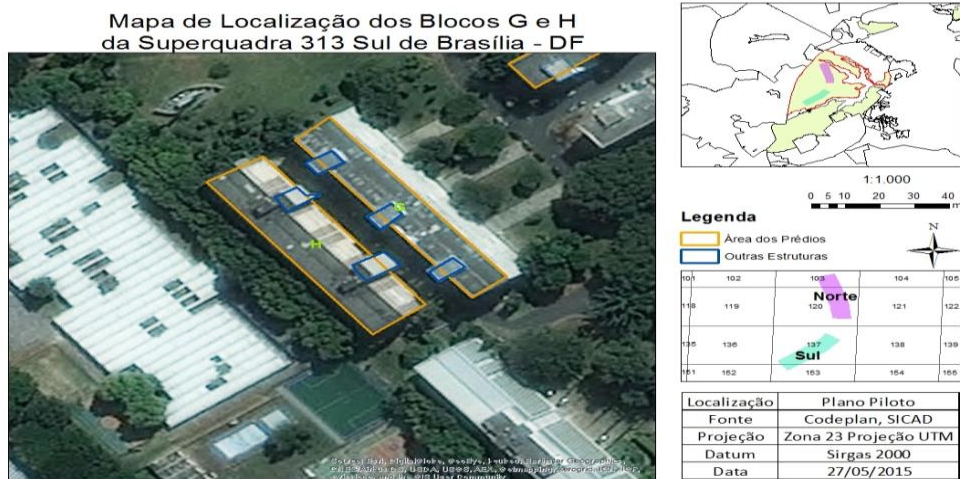 Mapa de Localização dos Blocos G e H
da Superquadra 313 Sul de Brasília - DF
G
H
1:1.000
0 5 10 20 30 40
m
Legenda
Área dos Prédios
Outras Estruturas
N
101 102 103 104 105
118 119 120 121 122
Norte
135 136 137 138 139
Sul
151 152 153 154 155
Localização Plano Piloto
Fonte Codeplan, SICAD
Projeção Zona 23 Projeção UTM
Datum Sirgas 2000
Data 27/05/2015